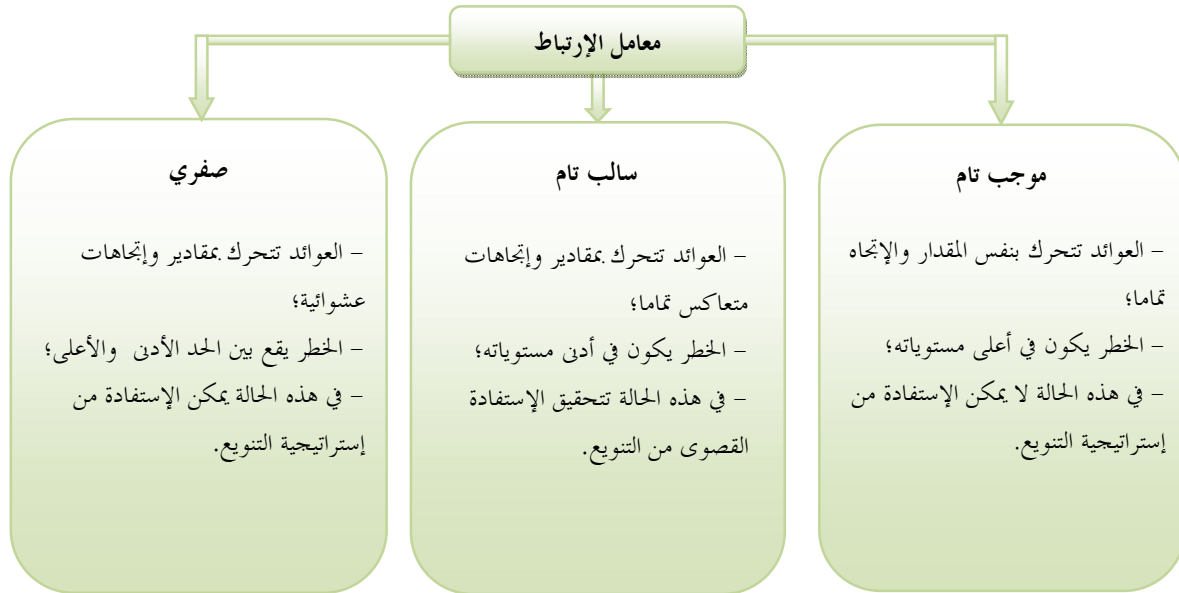 معامل الإرتباط
موجب تام
– العوائد تتحرك بنفس المقدار والإتجاه
تماما؛
– الخطر يكون في أعلى مستوياته؛
– في هذه الحالة لا يمكن الإستفادة من
إستراتيجية التنويع.
سالب تام
– العوائد تتحرك بمقادير وإتجاهات
متعاكس تماما؛
– الخطر يكون في أدنى مستوياته؛
– في هذه الحالة تتحقيق الإستفادة
القصوى من التنويع.
صفري
– العوائد تتحرك بمقادير وإتجاهات
عشوائية؛
– الخطر يقع بين الحد الأدنى والأعلى؛
– في هذه الحالة يمكن الإستفادة من
إستراتيجية التنويع.